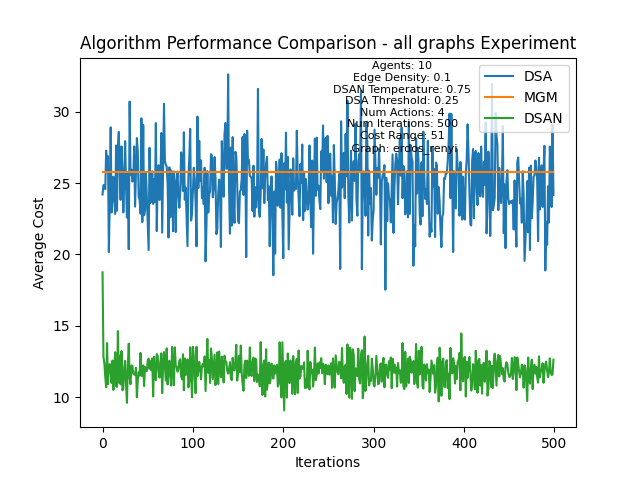 Algorithm Performance Comparison - all graphs Experiment
Agents: 10
Edge Density: 0.1
DSAN Temperature: 0.75
DSA Threshold: 0.25
Num Actions: 4
Num Iterations: 500
Cost Range: 51
Graph: erdos_renyi
DSA
MGM
DSAN
Average Cost
30
25
20
15
10
0
100
200
300
400
500
Iterations